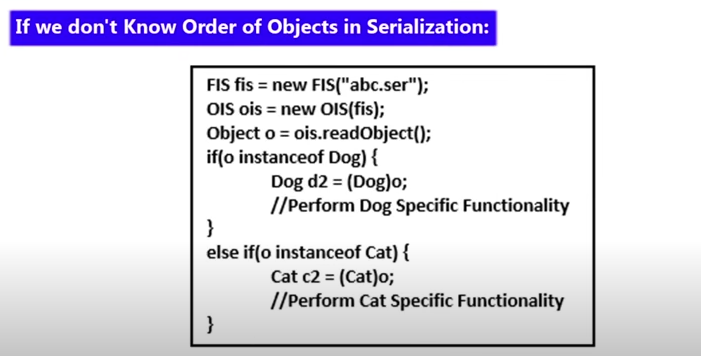 If we don't Know Order of Objects in Serialization:
FIS fis = new FIS("abc.ser");
OIS ois = new OIS(fis);
Object o = ois.readObject();
if(o instanceof Dog) {
Dog d2 = (Dog)o;
//Perform Dog Specific Functionality
}
else if(o instanceof Cat) {
Cat c2 = (Cat)o;
//Perform Cat Specific Functionality
}